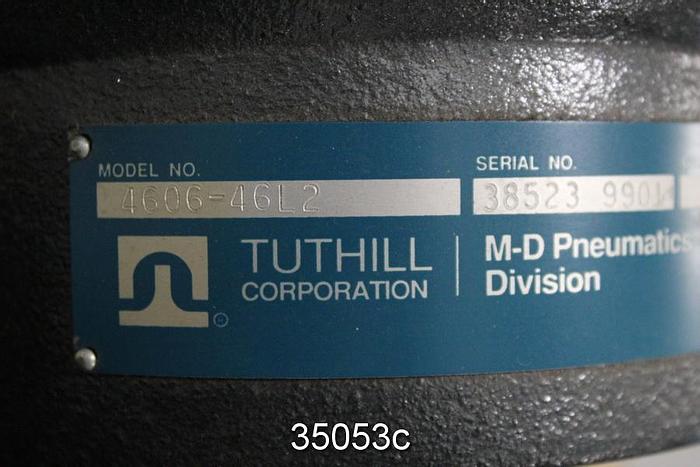 MODEL NO.
4606-46L2
SERIAL NO.
38523 9901
TUTHILL
CORPORATION
M-D Pneumatics
Division
®
35053c